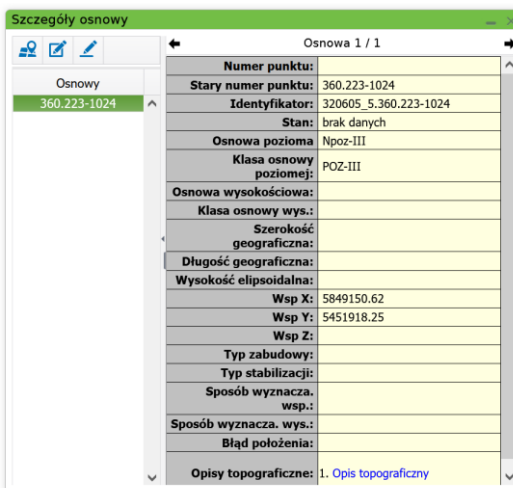 Szczegóły osnowy
Osnowa 1 / 1
Osnowy
360.223-1024
Numer punktu:
Stary numer punktu: 360.223-1024
Identyfikator: 320605_5.360.223-1024
Stan: brak danych
Osnowa pozioma Npoz-III
Klasa osnowy
poziomej: POZ-III
Osnowa wysokościowa:
Klasa osnowy wys.:
Szerokość
geograficzna:
Długość geograficzna:
Wysokość elipsoidalna:
Wsp X: 5849150.62
Wsp Y: 5451918.25
Wsp Z:
Typ zabudowy:
Typ stabilizacji:
Sposób wyznacza.
wsp.:
Sposób wyznacza. wys.:
Błąd położenia:
Opisy topograficzne: 1. Opis topograficzny